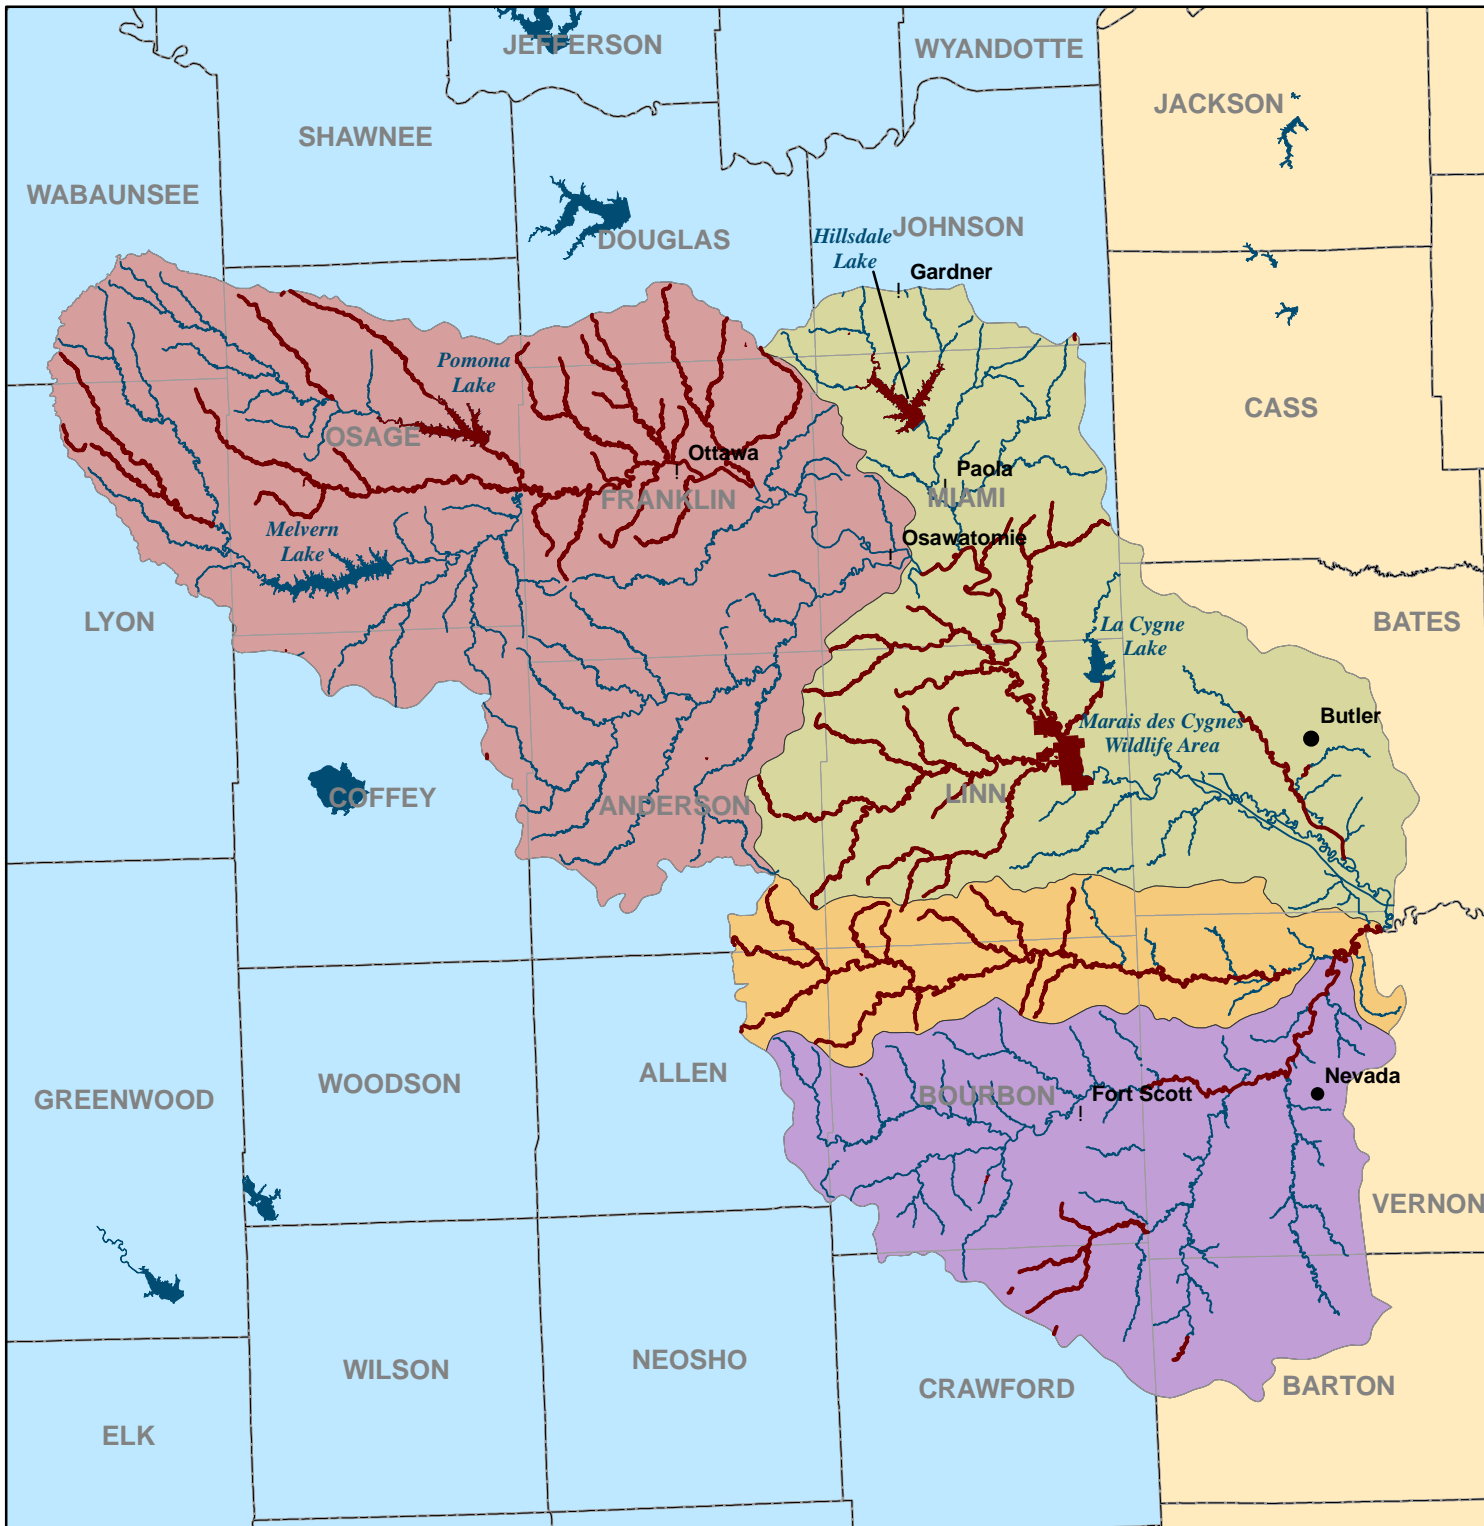 JEFFERSON
WYANDOTTE
JACKSON
SHAWNEE
WABAUNSEE
DOUGLAS
JOHNSON
Hillsdale
Lake
Gardner
Pomona
Lake
CASS
OSAGE
Ottawa
Paola
FRANKLIN
MIAMI
Melvern
Lake
Osawatomie
LYON
BATES
La Cygne
Lake
Butler
Marais des Cygnes
Wildlife Area
COFFEY
ANDERSON
LINN
ALLEN
WOODSON
GREENWOOD
BOURBON
Fort Scott
Nevada
VERNON
NEOSHO
WILSON
CRAWFORD
BARTON
ELK